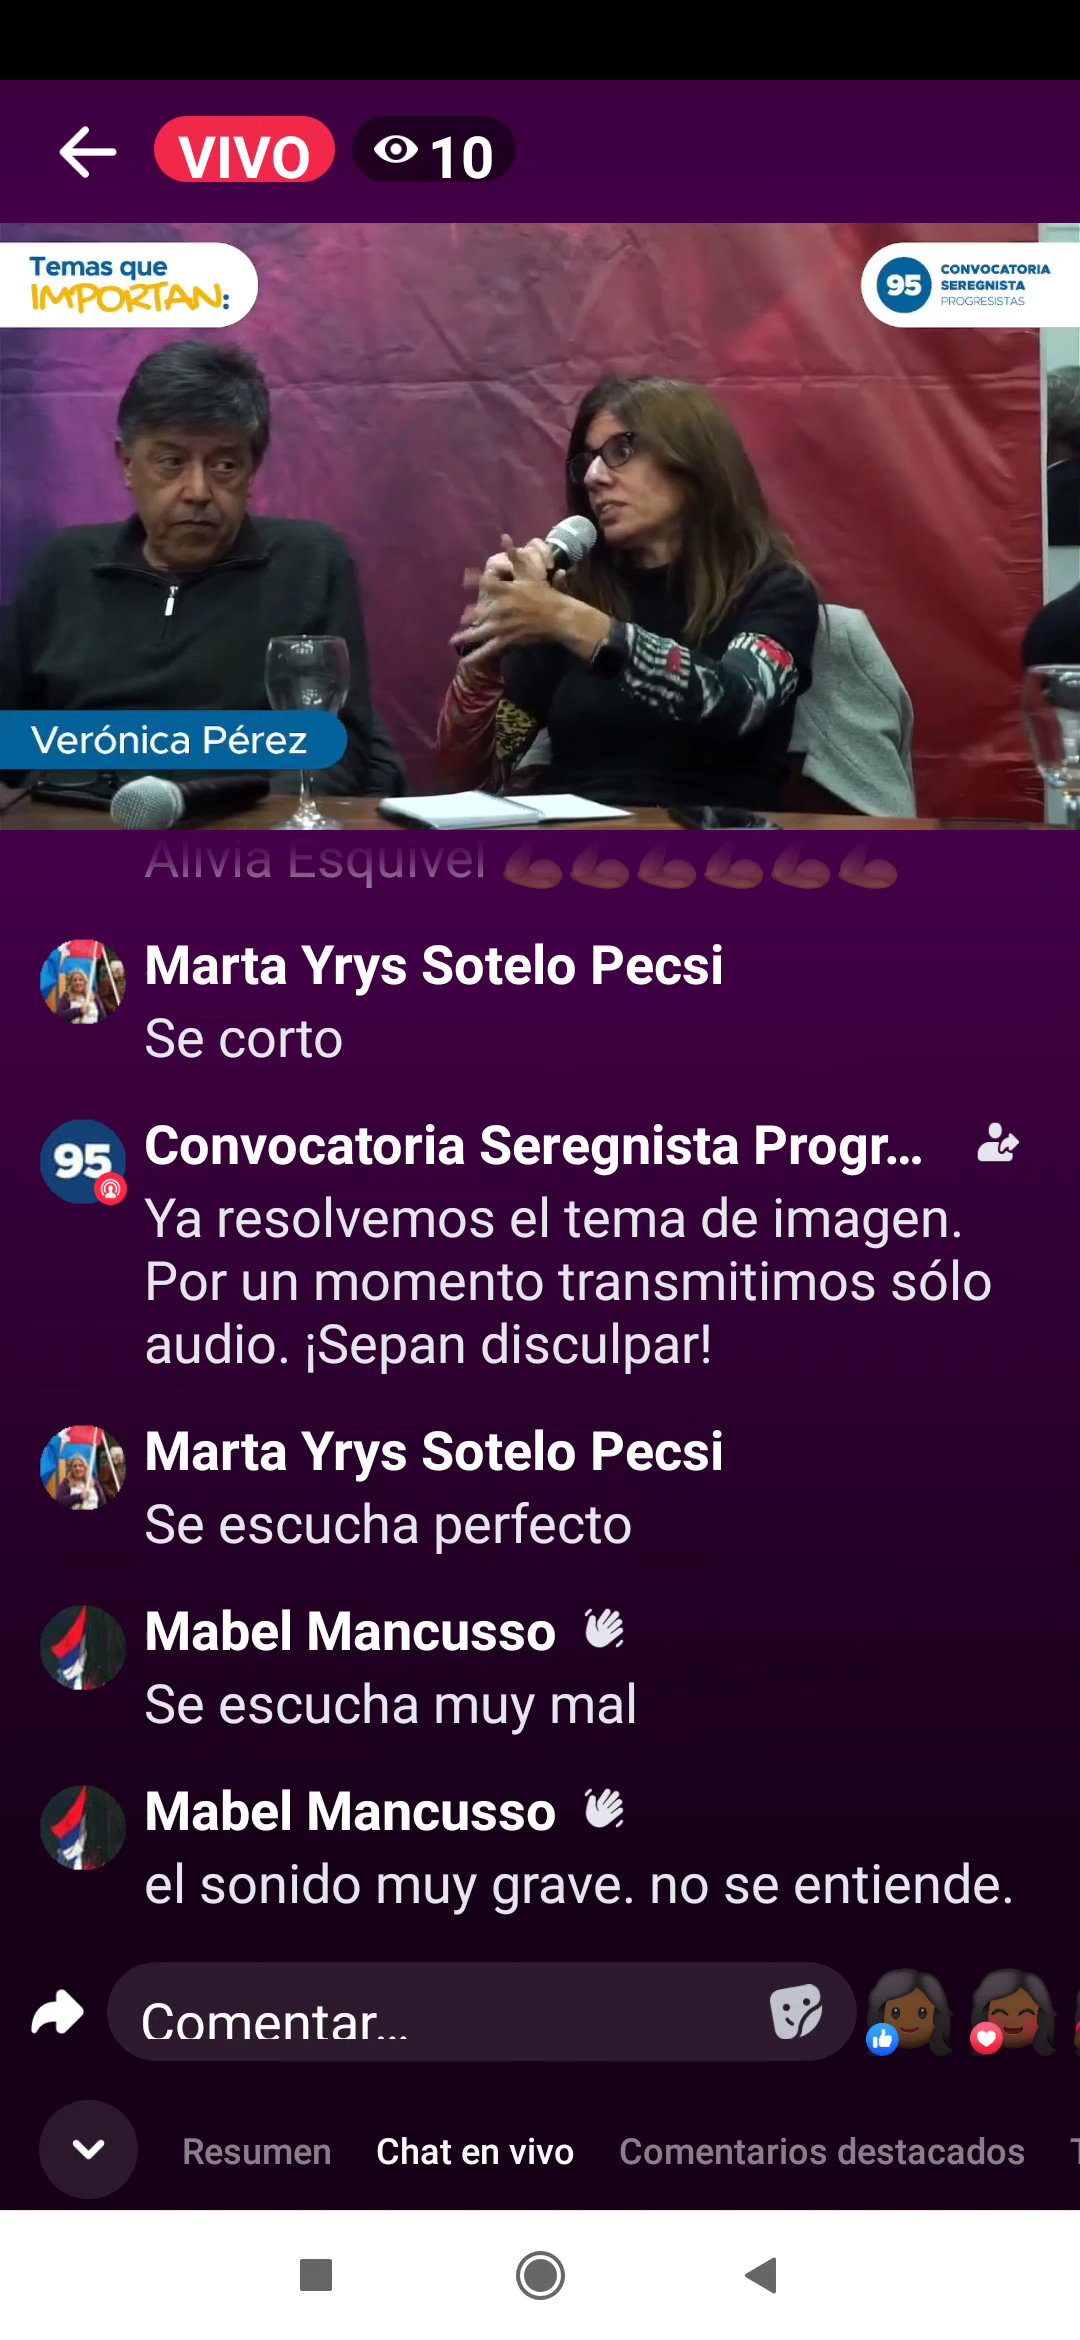 VIVO
10
Temas que
IMPORTAN:
95
CONVOCATORIA
SEREGNISTA
PROGRESISTAS
Verónica Pérez
Alivia Esquivel 💪💪💪💪💪💪
Marta Yrys Sotelo Pecsi
Se corto
95
Convocatoria Seregnista Progr...
Ya resolvemos el tema de imagen.
Por un momento transmitimos sólo
audio. ¡Sepan disculpar!
Marta Yrys Sotelo Pecsi
Se escucha perfecto
Mabel Mancusso 👋
Se escucha muy mal
Mabel Mancusso 👋
el sonido muy grave. no se entiende.
Comentar...
Resumen
Chat en vivo
Comentarios destacados